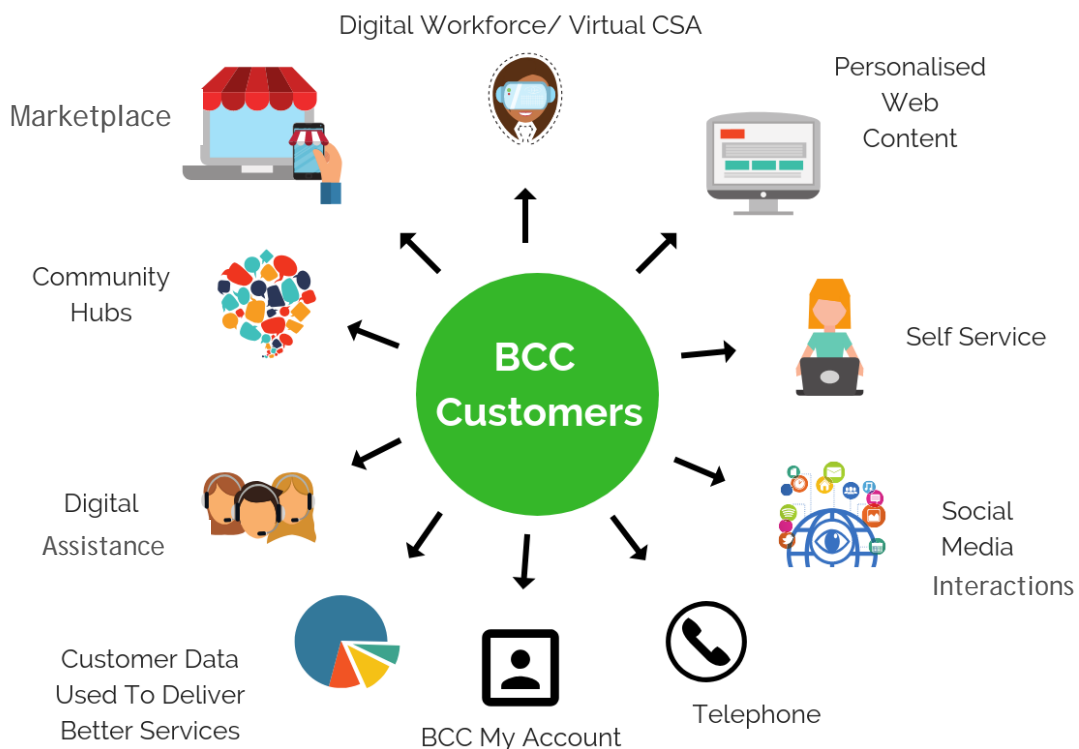 Digital Workforce/ Virtual CSA
Marketplace
Personalised
Web
Content
Community
Hubs
BCC
Customers
Self Service
Digital
Assistance
Social
Media
Interactions
Customer Data
Used To Deliver
Better Services
BCC My Account
Telephone